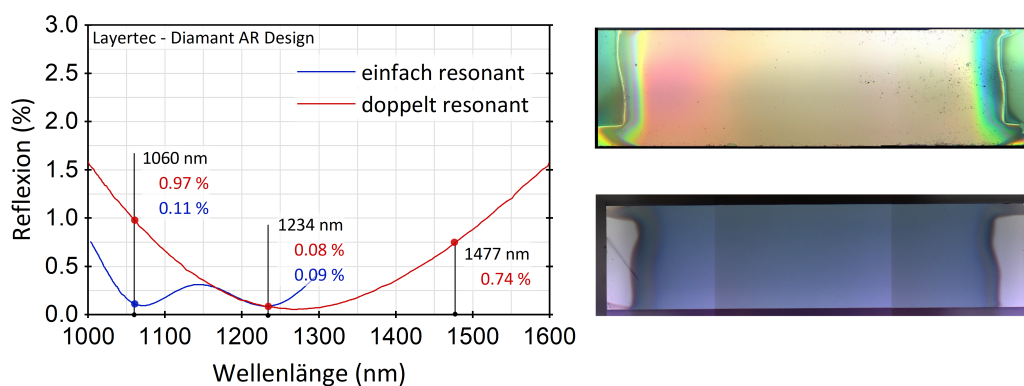 3.0
2.5
2.0
1.5
1.0
0.5
0.0
Reflexion (%)
Layertec - Diamant AR Design
einfach resonant
doppelt resonant
1060 nm
0.97 %
0.11 %
1234 nm
0.08 %
0.09 %
1477 nm
0.74 %
1000 1100 1200 1300 1400 1500 1600
Wellenlänge (nm)